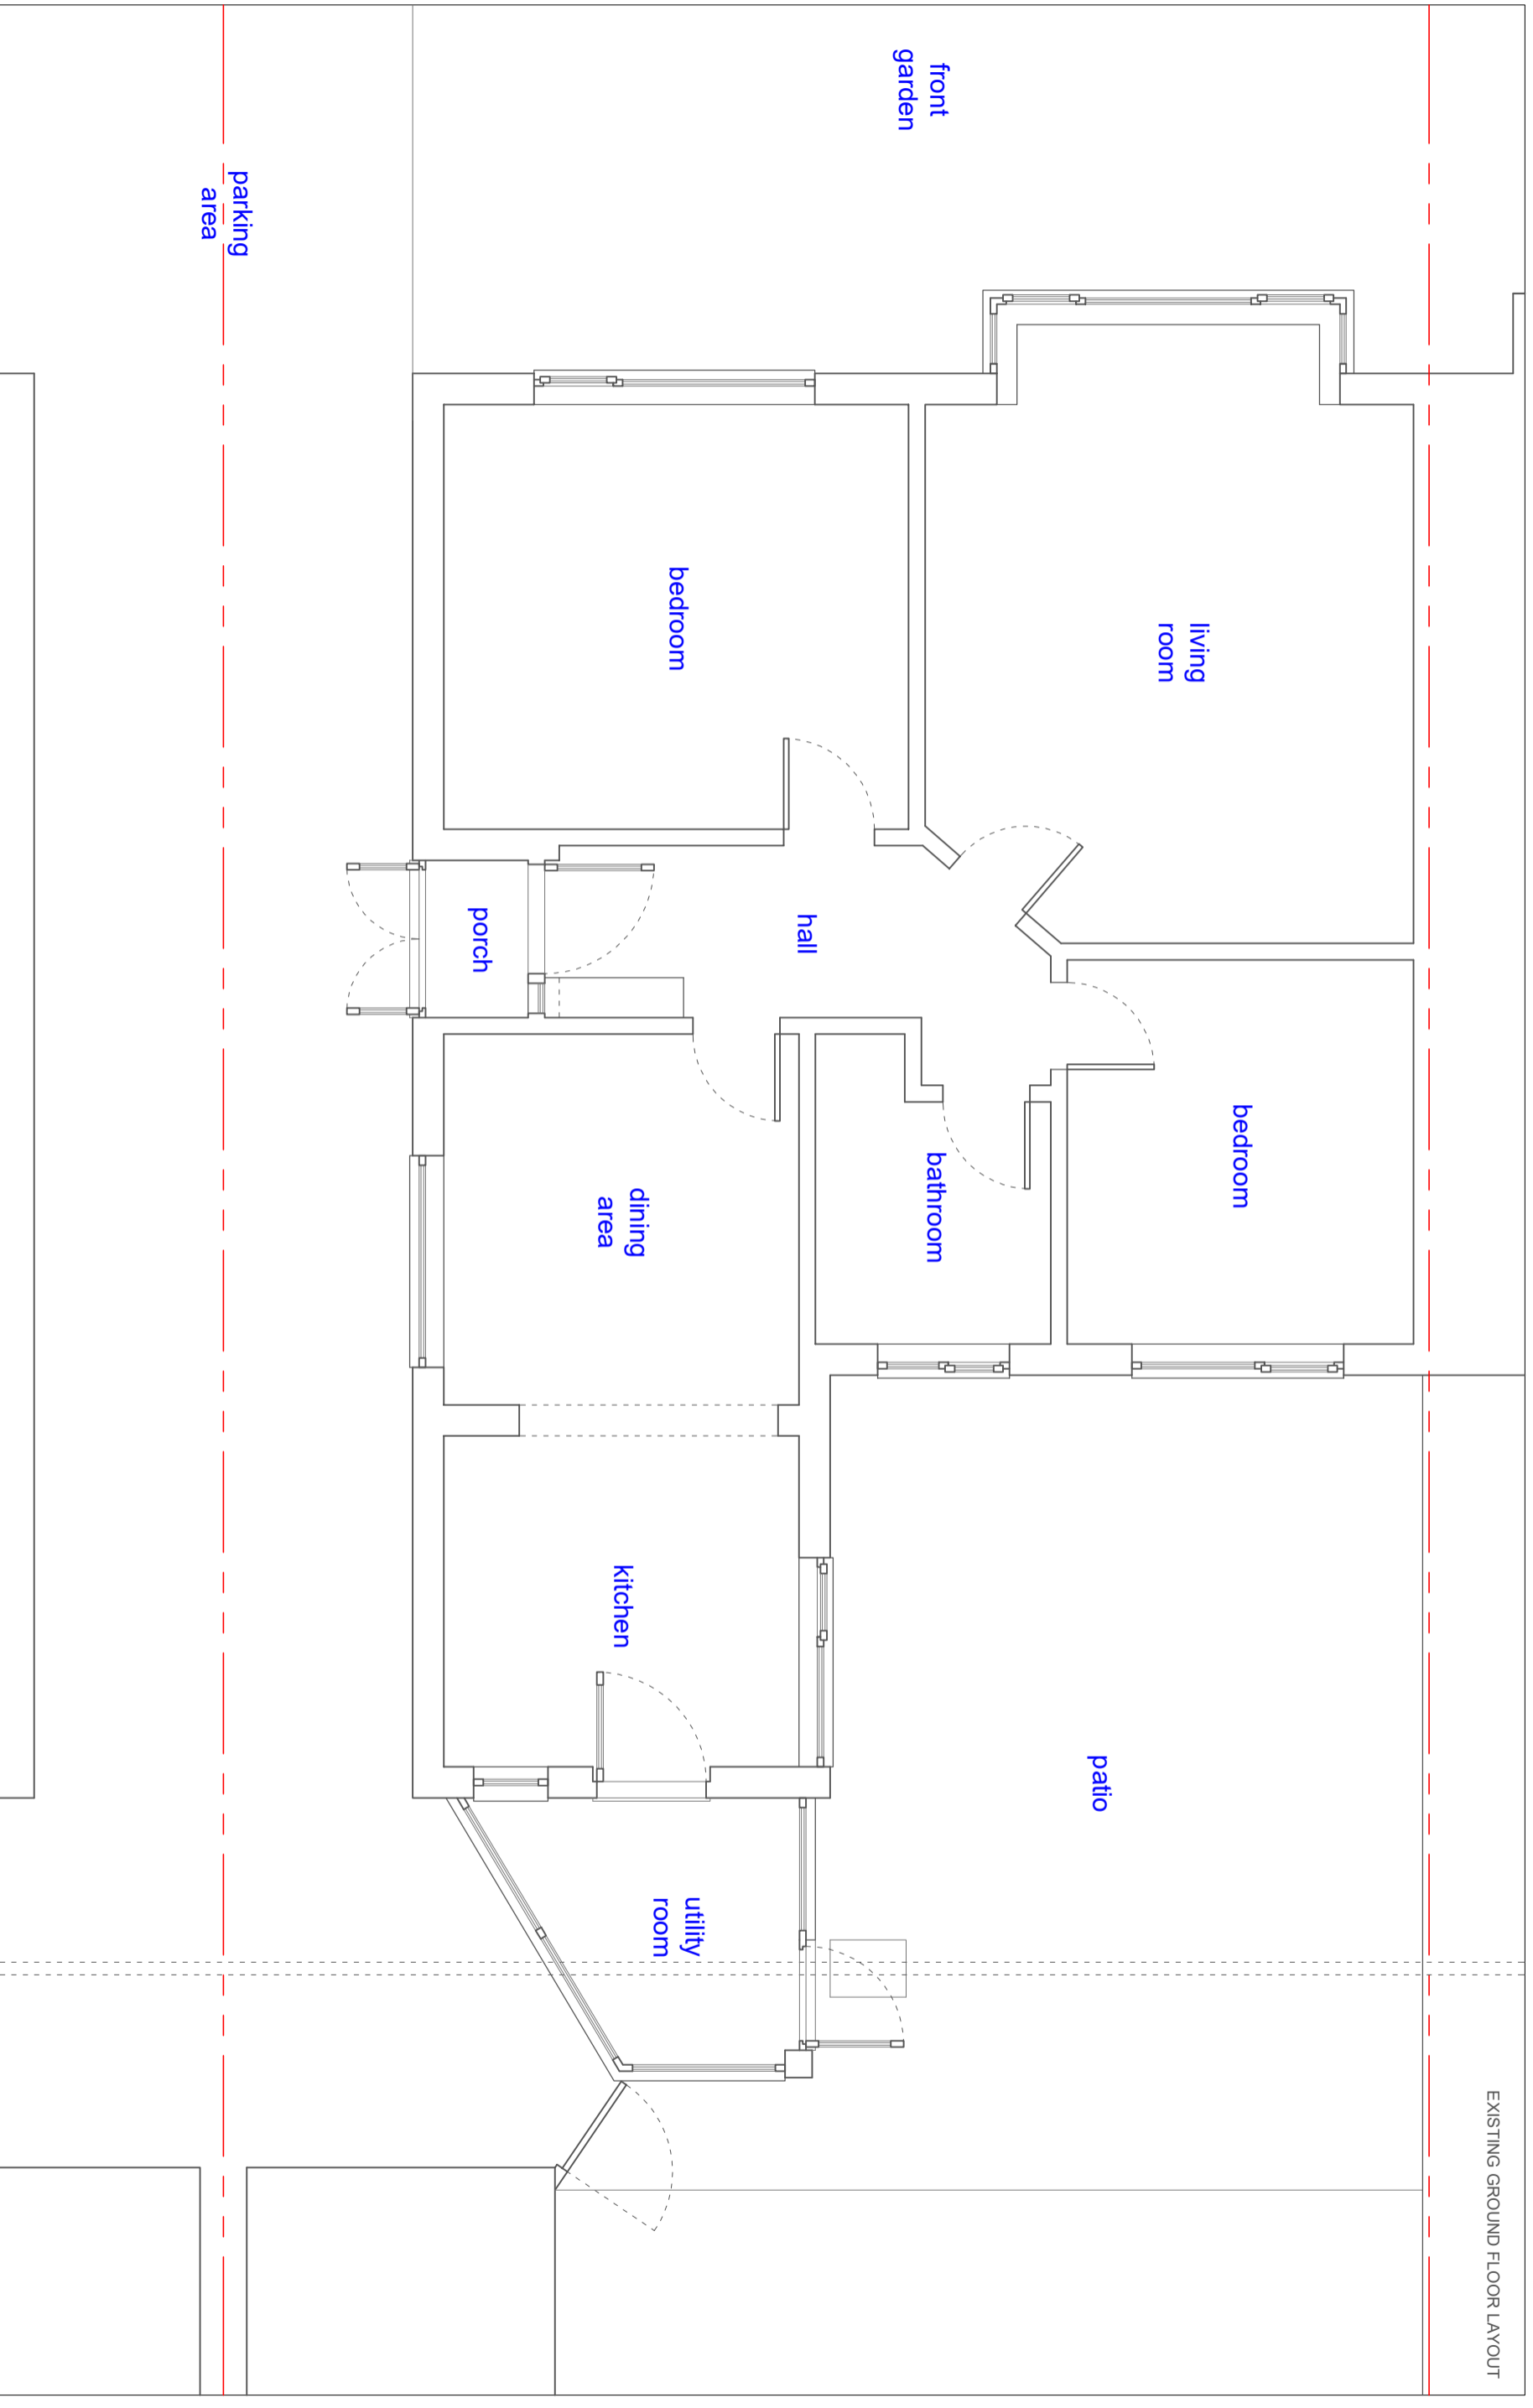 EXISTING GROUND FLOOR LAYOUT
front
garden
parking
area
living
room
bedroom
hall
porch
bedroom
bathroom
dining
area
kitchen
patio
utility
room